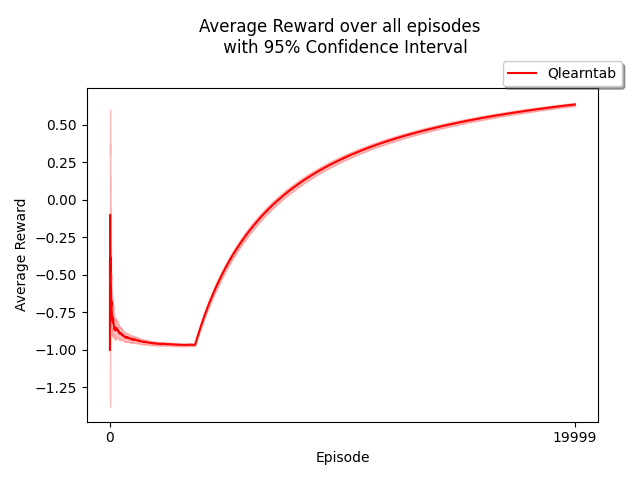 Average Reward over all episodes
with 95% Confidence Interval
Qlearntab
0.50
0.25
0.00
−0.25
−0.50
−0.75
−1.00
−1.25
Average Reward
0
19999
Episode